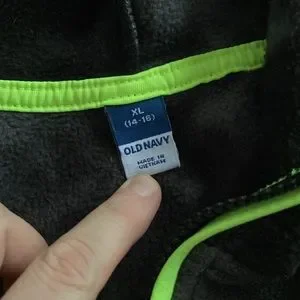 XL
(14-16)
OLD NAVY
MADE IN
VIETNAM